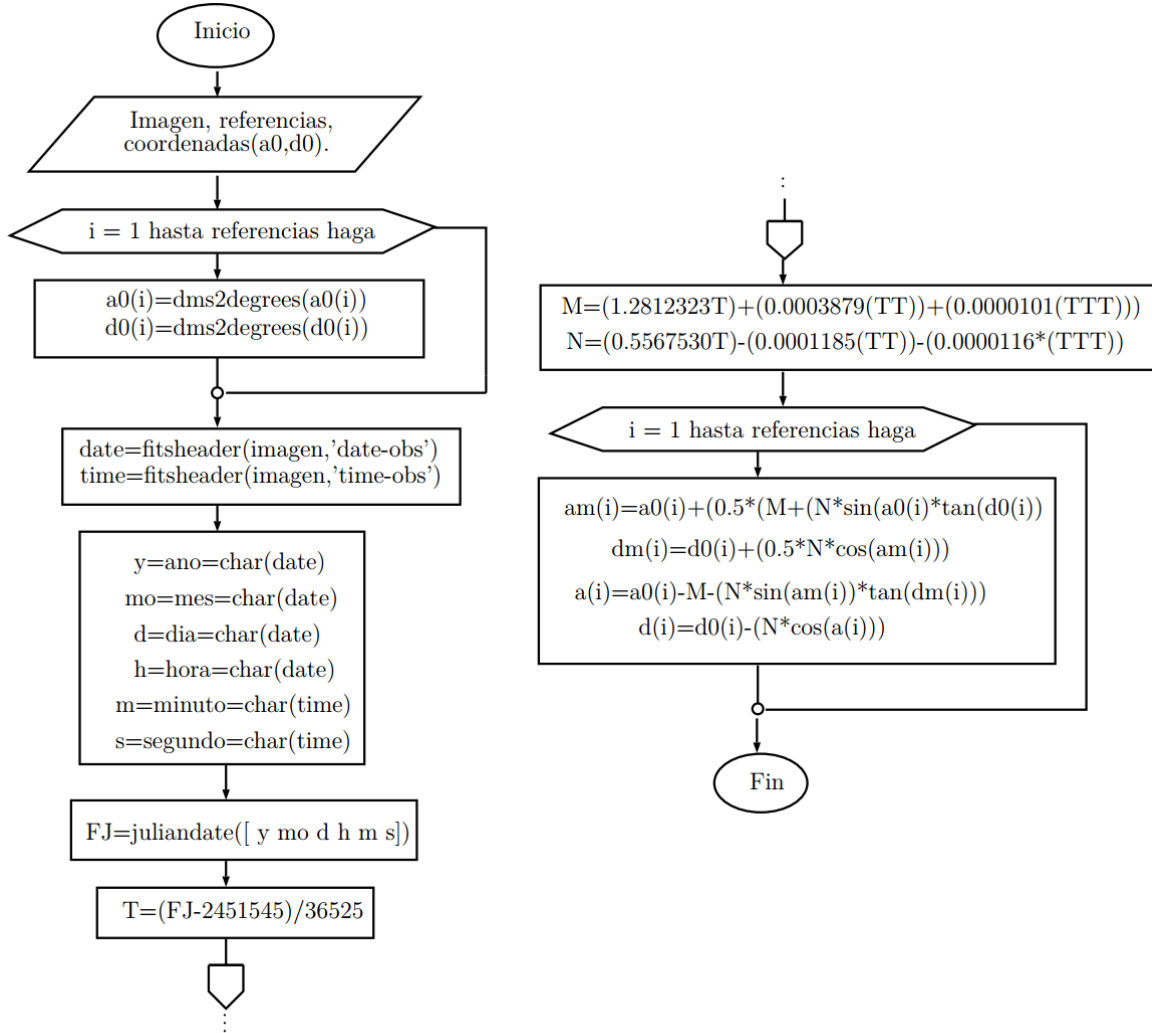 Inicio
Imagen, referencias,
coordenadas(a0,d0).
i = 1 hasta referencias haga
a0(i)=dms2degrees(a0(i))
d0(i)=dms2degrees(d0(i))
date=fitsheader(imagen,'date-obs')
time=fitsheader(imagen,'time-obs')
y=ano=char(date)
mo=mes=char(date)
d=dia=char(date)
h=hora=char(date)
m=minuto=char(time)
s=segundo=char(time)
FJ=juliandate([ y mo d h m s])
T=(FJ-2451545)/36525
⋮
⋮
M=(1.2812323T)+(0.0003879(TT))+(0.0000101(TTT)))
N=(0.5567530T)-(0.0001185(TT))-(0.0000116*(TTT))
i = 1 hasta referencias haga
am(i)=a0(i)+(0.5*(M+(N*sin(a0(i)*tan(d0(i))
dm(i)=d0(i)+(0.5*N*cos(am(i)))
a(i)=a0(i)-M-(N*sin(am(i))*tan(dm(i)))
d(i)=d0(i)-(N*cos(a(i)))
Fin